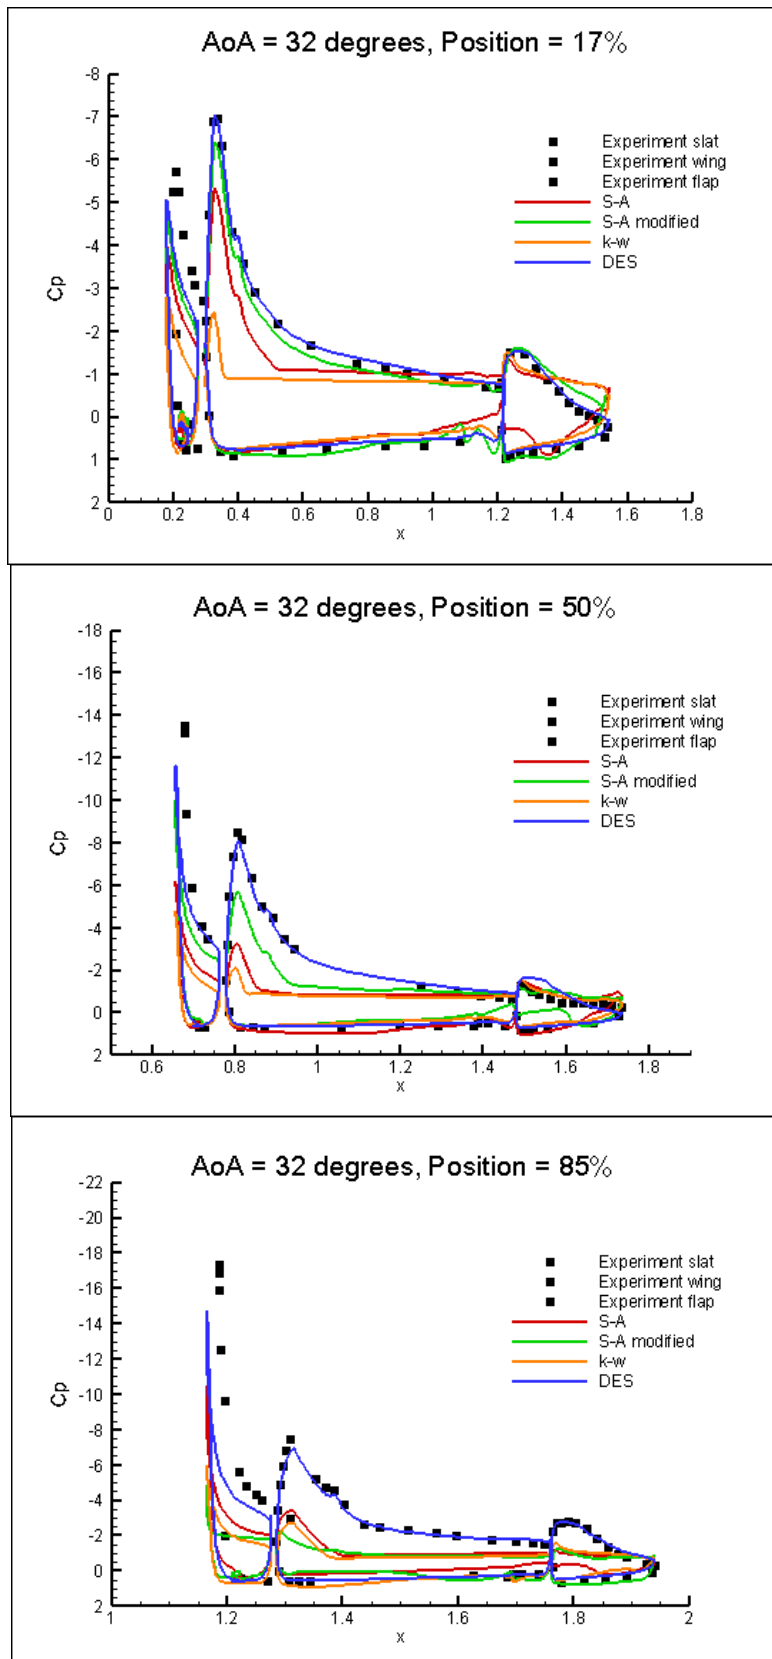 AoA = 32 degrees, Position = 17%
-8
-7
-6
-5
-4
-3
-2
-1
0
1
2
Cp
Experiment slat
Experiment wing
Experiment flap
S-A
S-A modified
k-w
DES
0 0.2 0.4 0.6 0.8 1 1.2 1.4 1.6 1.8
x
AoA = 32 degrees, Position = 50%
-18
-16
-14
-12
-10
-8
-6
-4
-2
0
2
Cp
Experiment slat
Experiment wing
Experiment flap
S-A
S-A modified
k-w
DES
0.6 0.8 1 1.2 1.4 1.6 1.8
x
AoA = 32 degrees, Position = 85%
-22
-20
-18
-16
-14
-12
-10
-8
-6
-4
-2
0
2
Cp
Experiment slat
Experiment wing
Experiment flap
S-A
S-A modified
k-w
DES
1 1.2 1.4 1.6 1.8 2
x